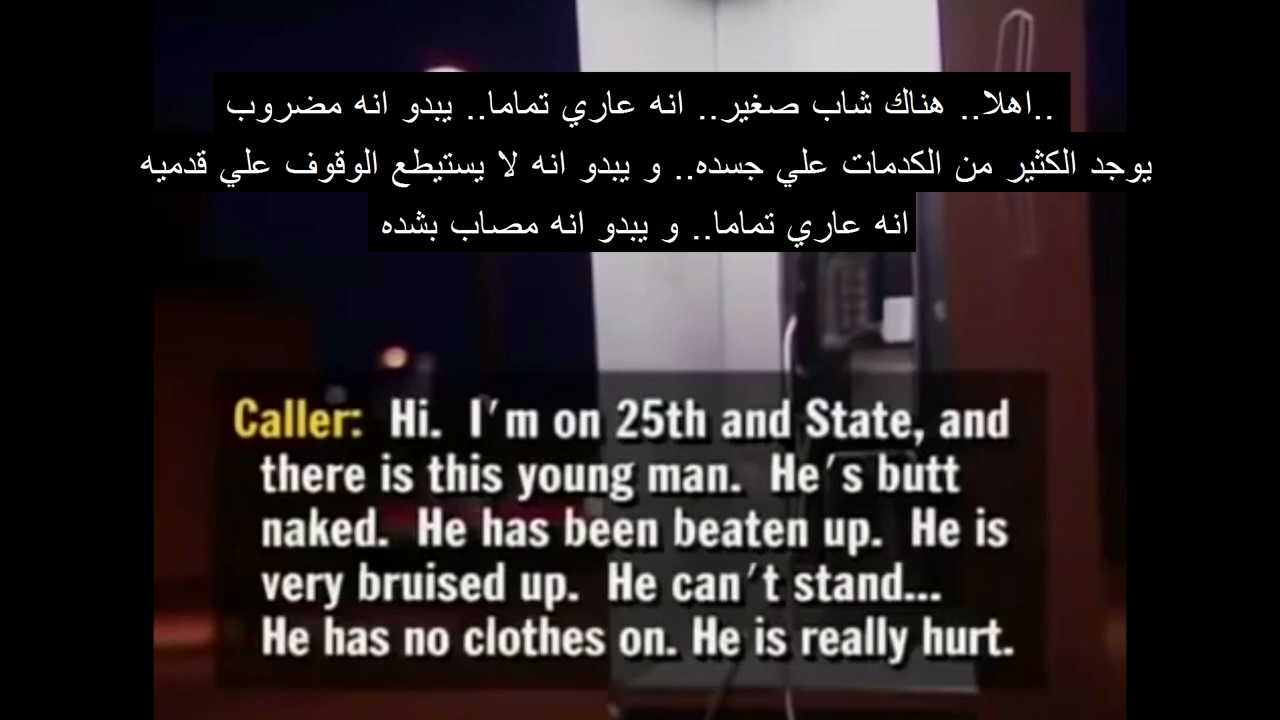 ..اهلا.. هناك شاب صغير.. انه عاري تماما.. يبدو انه مضروب
يوجد الكثير من الكدمات علي جسده.. و يبدو انه لا يستيطع الوقوف علي قدميه
انه عاري تماما.. و يبدو انه مصاب بشده
Caller: Hi. I´m on 25th and State, and
there is this young man. He´s butt
naked. He has been beaten up. He is
very bruised up. He can´t stand...
He has no clothes on. He is really hurt.